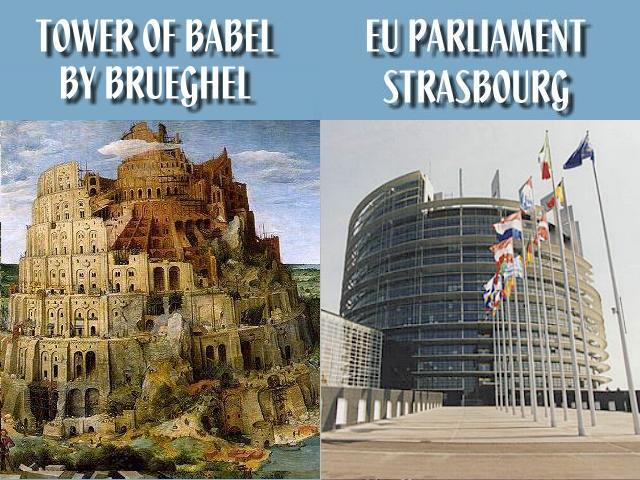 TOWER OF BABEL
BY BRUEGHEL
EU PARLIAMENT
STRASBOURG